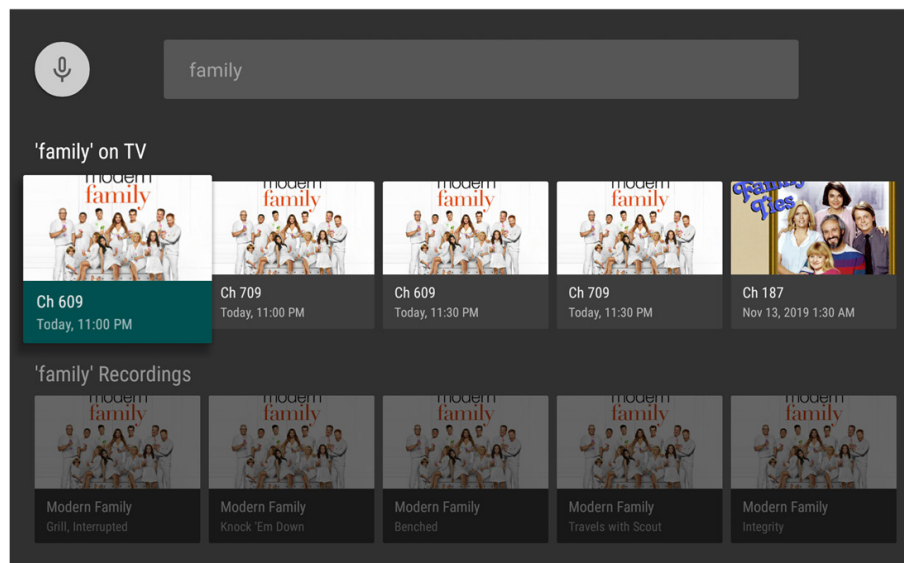 family
'family' on TV
modern
family
Ch 609
Today, 11:00 PM
modern
family
Ch 709
Today, 11:00 PM
modern
family
Ch 609
Today, 11:30 PM
modern
family
Ch 709
Today, 11:30 PM
Family
Ties
Ch 187
Nov 13, 2019 1:30 AM
'family' Recordings
modern
family
Modern Family
Grill, Interrupted
modern
family
Modern Family
Knock 'Em Down
modern
family
Modern Family
Benched
modern
family
Modern Family
Travels with Scout
modern
family
Modern Family
Integrity